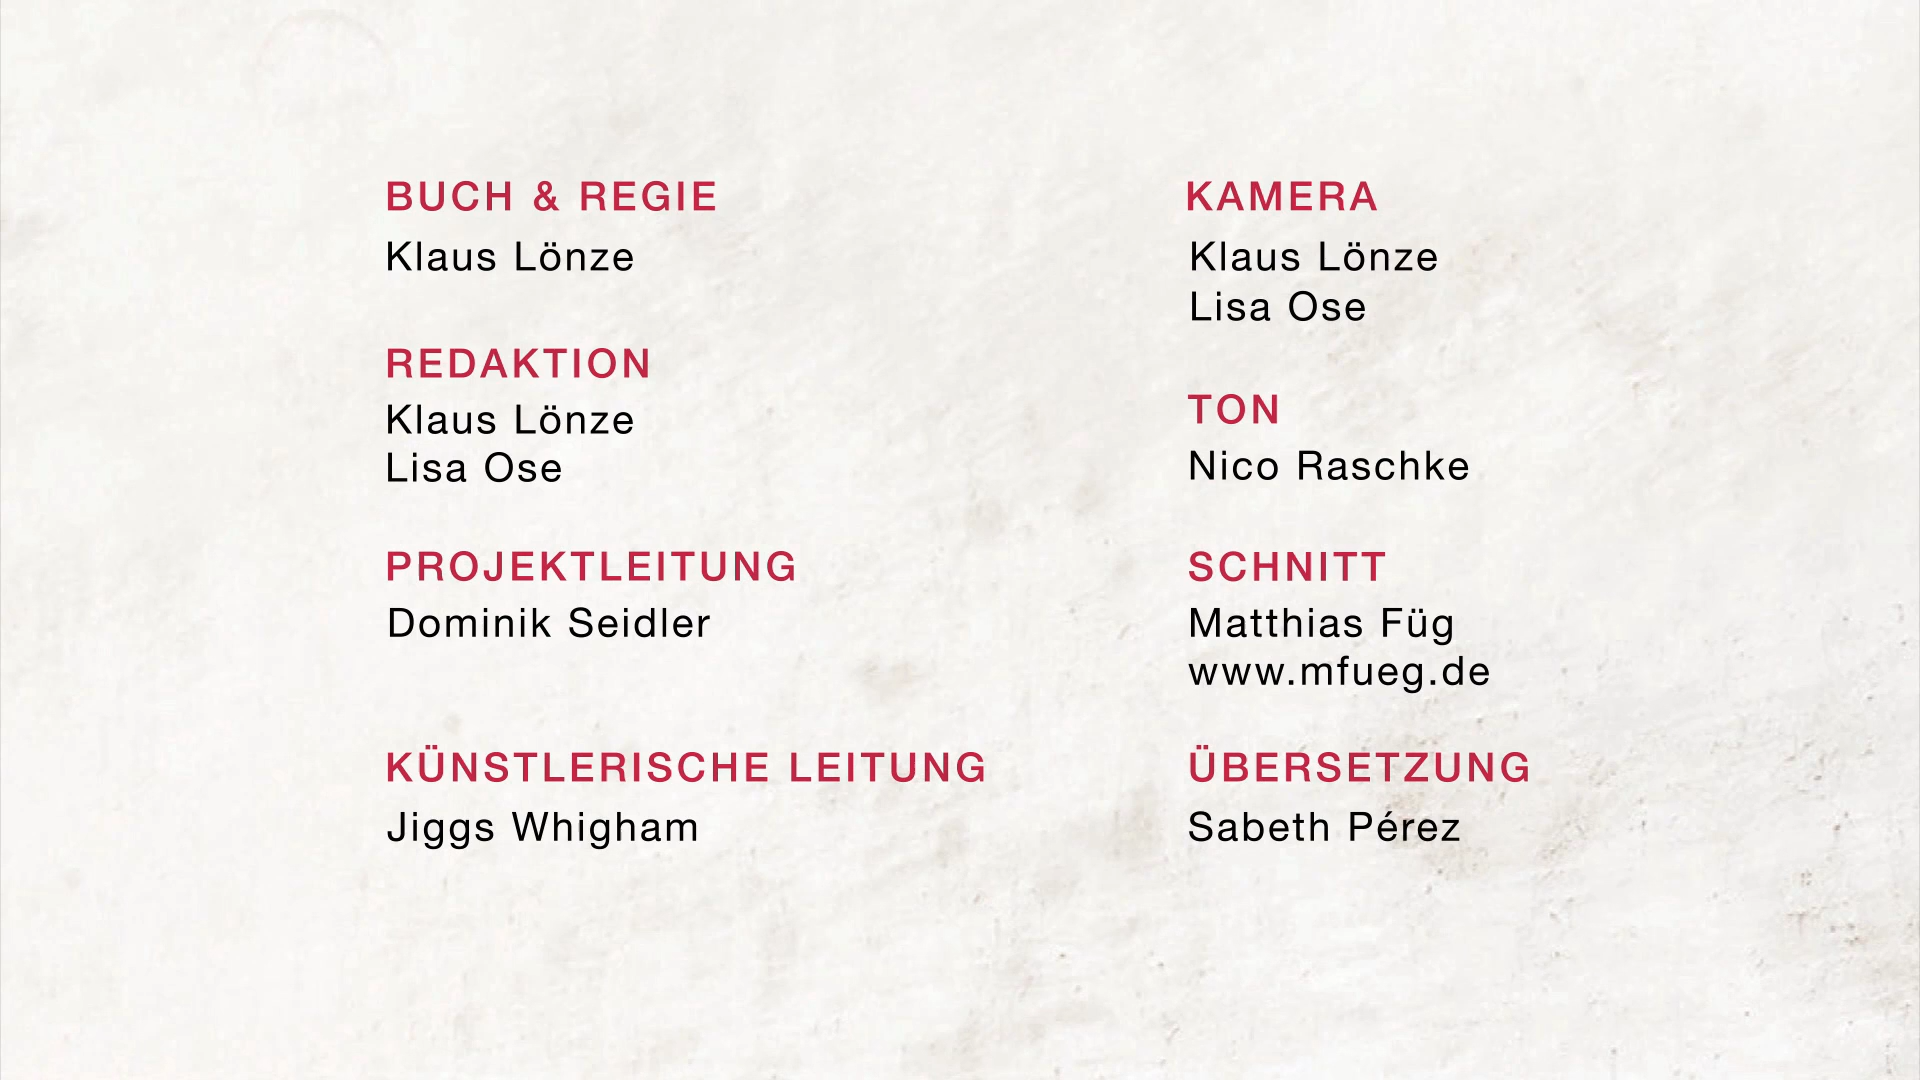 BUCH & REGIE
Klaus Lönze
REDAKTION
Klaus Lönze
Lisa Ose
PROJEKTLEITUNG
Dominik Seidler
KÜNSTLERISCHE LEITUNG
Jiggs Whigham
KAMERA
Klaus Lönze
Lisa Ose
TON
Nico Raschke
SCHNITT
Matthias Füg
www.mfueg.de
ÜBERSETZUNG
Sabeth Pérez